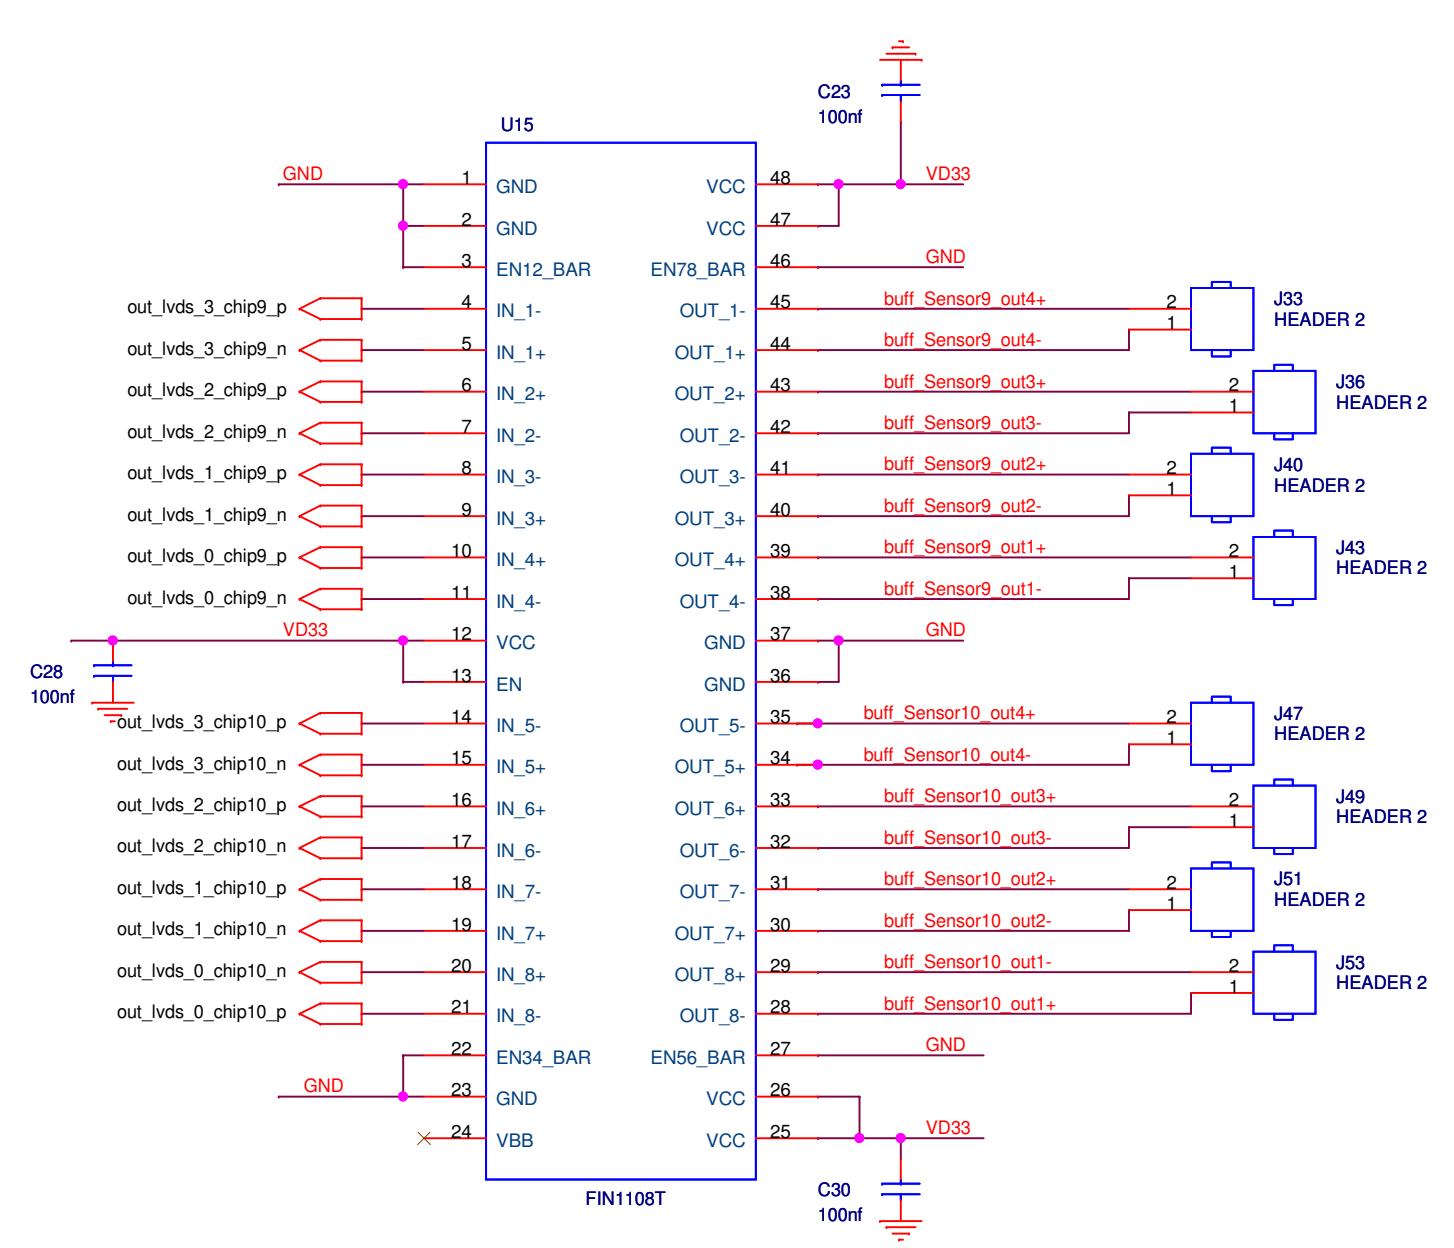 C23
100nf
U15
GND 1 GND VCC 48 VD33
2 GND VCC 47
3 EN12_BAR EN78_BAR 46 GND
out_lvds_3_chip9_p 4 IN_1- OUT_1- 45 buff_Sensor9_out4+ 2 J33
out_lvds_3_chip9_n 5 IN_1+ OUT_1+ 44 buff_Sensor9_out4- 1 HEADER 2
out_lvds_2_chip9_p 6 IN_2+ OUT_2+ 43 buff_Sensor9_out3+ 2 J36
out_lvds_2_chip9_n 7 IN_2- OUT_2- 42 buff_Sensor9_out3- 1 HEADER 2
out_lvds_1_chip9_p 8 IN_3- OUT_3- 41 buff_Sensor9_out2+ 2 J40
out_lvds_1_chip9_n 9 IN_3+ OUT_3+ 40 buff_Sensor9_out2- 1 HEADER 2
out_lvds_0_chip9_p 10 IN_4+ OUT_4+ 39 buff_Sensor9_out1+ 2 J43
out_lvds_0_chip9_n 11 IN_4- OUT_4- 38 buff_Sensor9_out1- 1 HEADER 2
VD33 12 VCC GND 37 GND
C28
100nf
13 EN GND 36
out_lvds_3_chip10_p 14 IN_5- OUT_5- 35 buff_Sensor10_out4+ 2 J47
out_lvds_3_chip10_n 15 IN_5+ OUT_5+ 34 buff_Sensor10_out4- 1 HEADER 2
out_lvds_2_chip10_p 16 IN_6+ OUT_6+ 33 buff_Sensor10_out3+ 2 J49
out_lvds_2_chip10_n 17 IN_6- OUT_6- 32 buff_Sensor10_out3- 1 HEADER 2
out_lvds_1_chip10_p 18 IN_7- OUT_7- 31 buff_Sensor10_out2+ 2 J51
out_lvds_1_chip10_n 19 IN_7+ OUT_7+ 30 buff_Sensor10_out2- 1 HEADER 2
out_lvds_0_chip10_n 20 IN_8+ OUT_8+ 29 buff_Sensor10_out1- 2 J53
out_lvds_0_chip10_p 21 IN_8- OUT_8- 28 buff_Sensor10_out1+ 1 HEADER 2
22 EN34_BAR EN56_BAR 27 GND
GND 23 GND VCC 26
24 VBB VCC 25 VD33
FIN1108T
C30
100nf